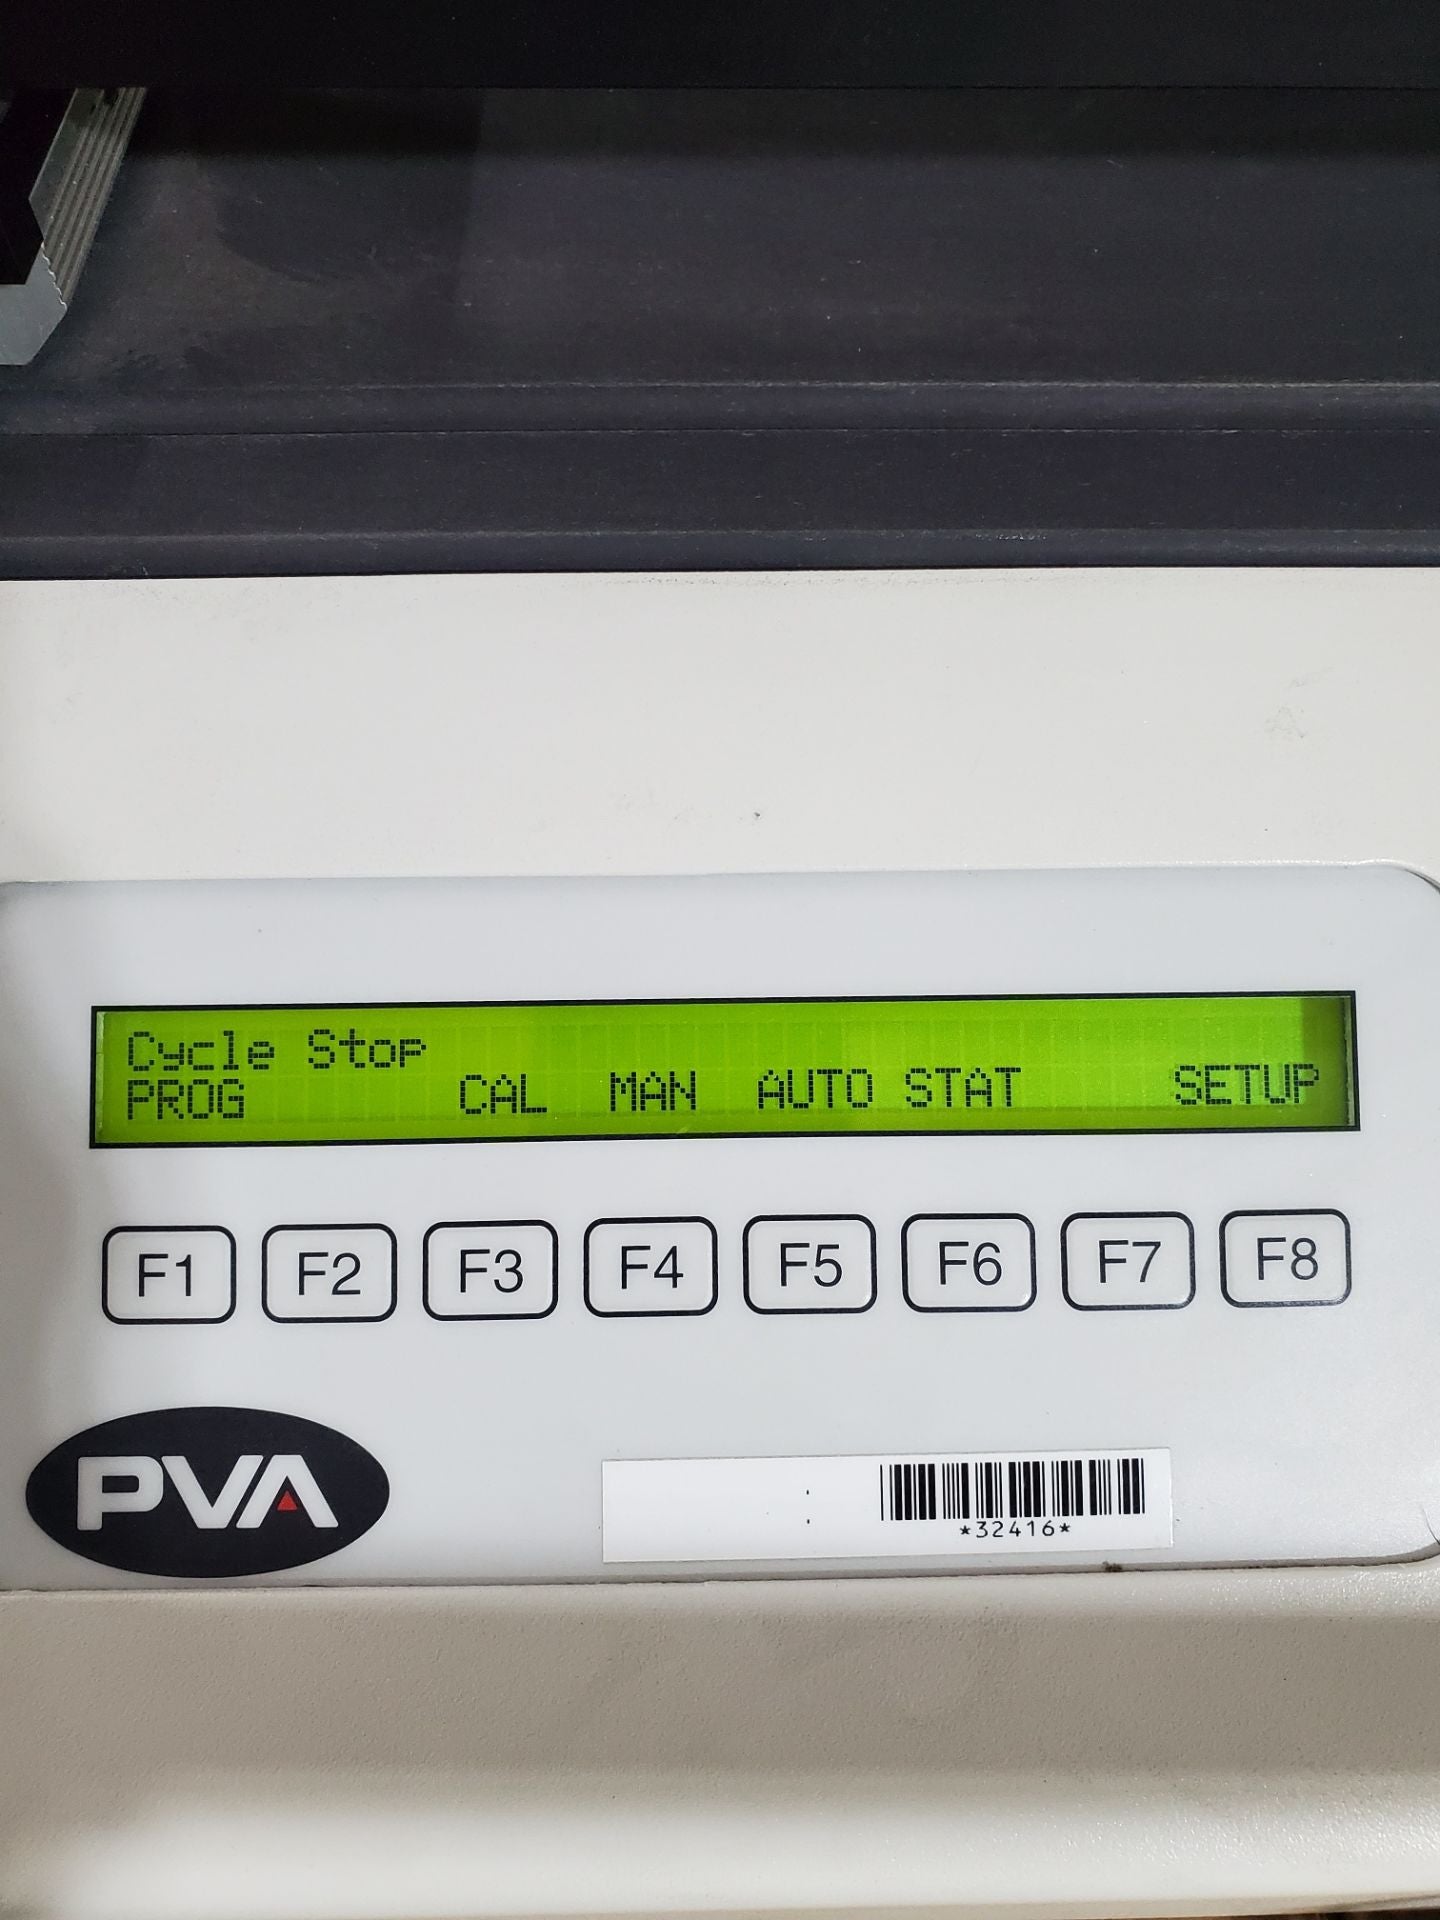 Cycle Stop
PROG CAL MAN AUTO STAT SETUP
F1 F2 F3 F4 F5 F6 F7 F8
PVA
*32416*